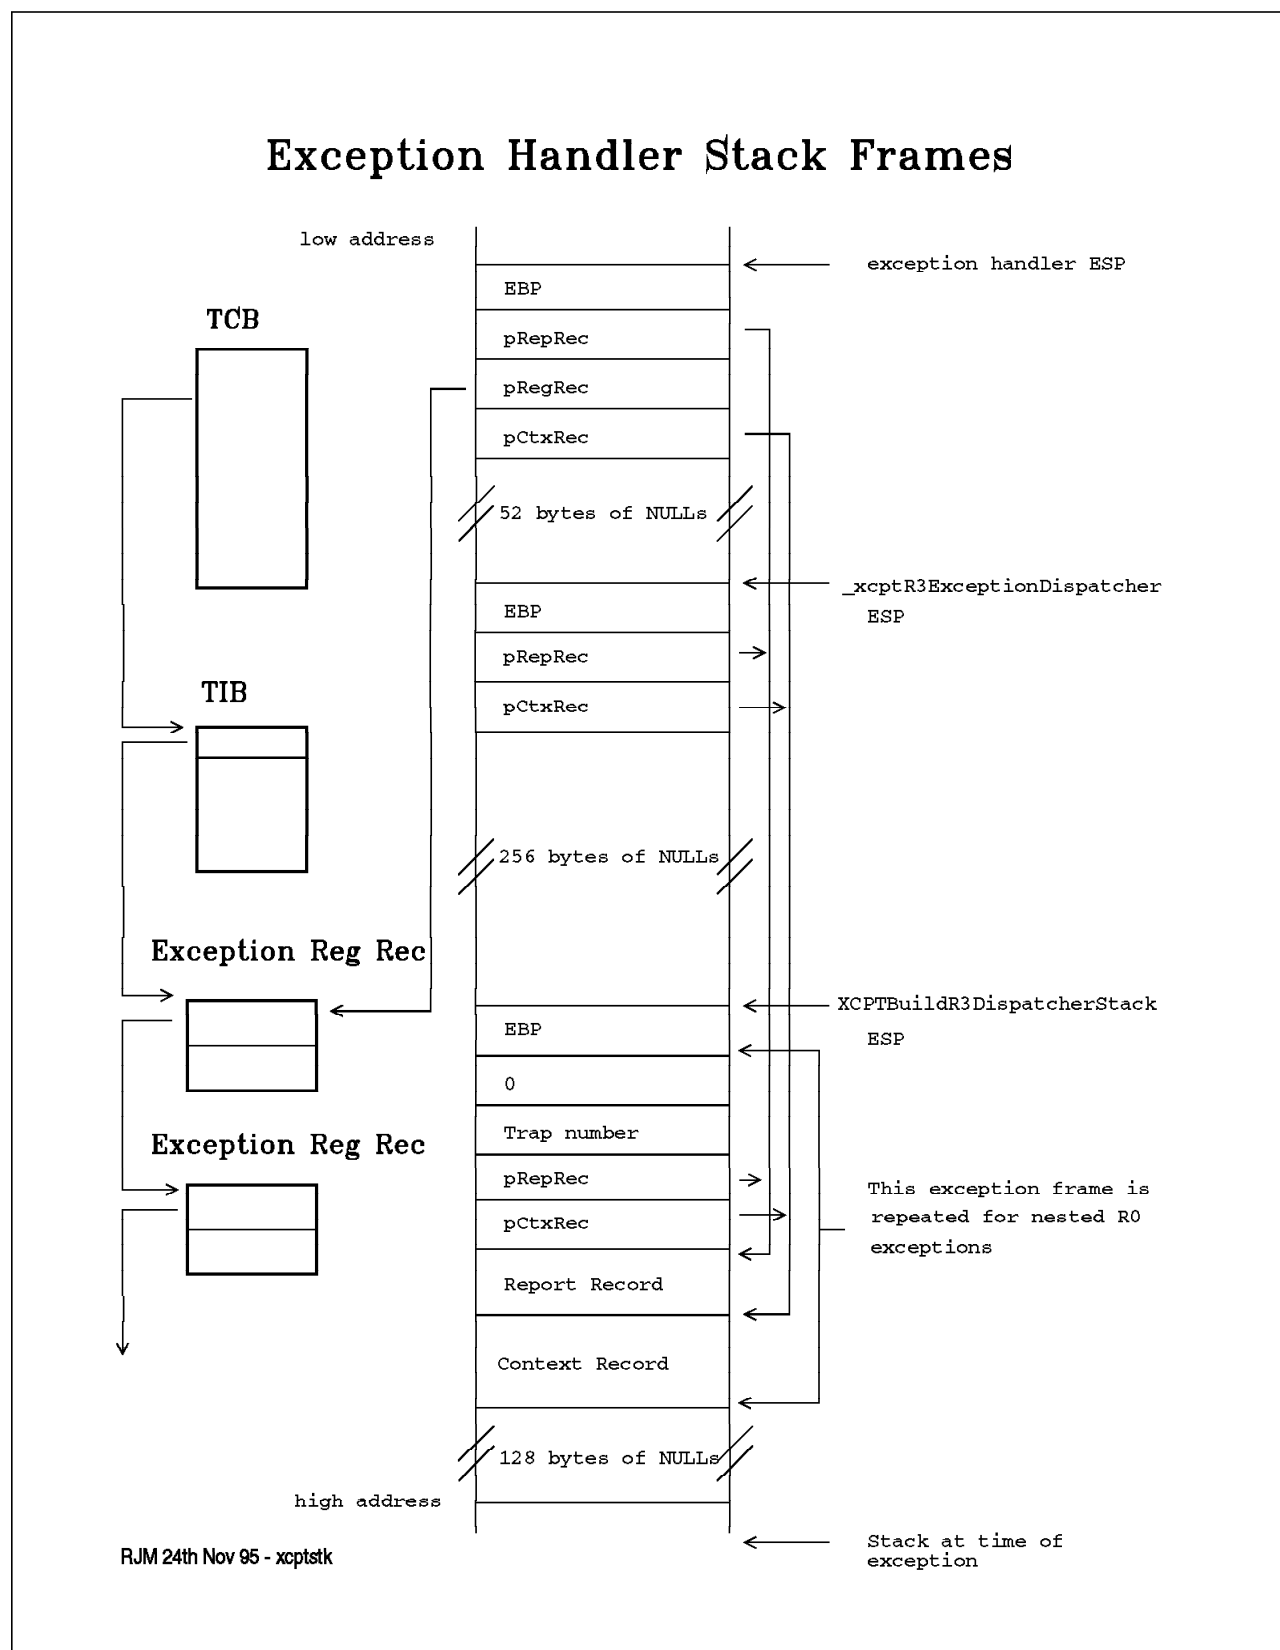 Exception Handler Stack Frames
low address
exception handler ESP
EBP
TCB
pRepRec
pRegRec
pCtxRec
52 bytes of NULLs
_xcptR3ExceptionDispatcher
ESP
EBP
pRepRec
TIB
pCtxRec
256 bytes of NULLs
Exception Reg Rec
XCPTBuildR3DispatcherStack
ESP
EBP
0
Trap number
Exception Reg Rec
pRepRec
pCtxRec
This exception frame is
repeated for nested R0
exceptions
Report Record
Context Record
128 bytes of NULLs
high address
Stack at time of
exception
RJM 24th Nov 95 - xcptstk